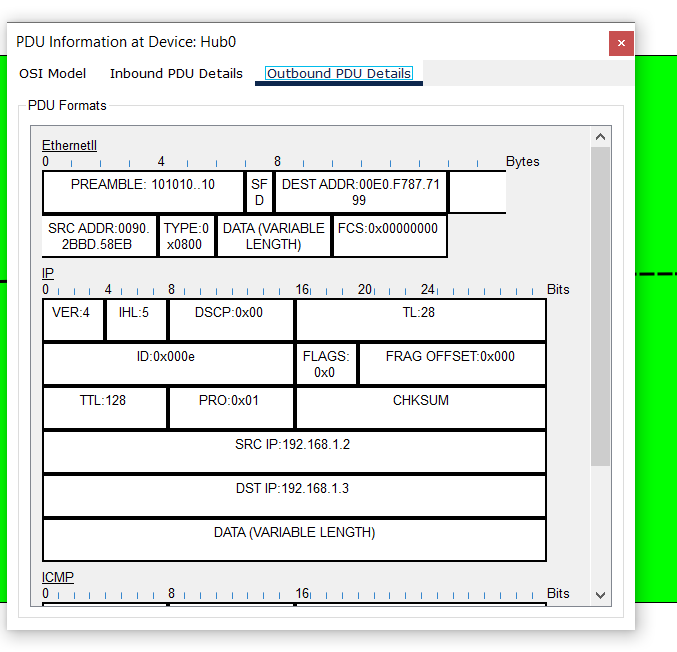 PDU Information at Device: Hub0
×
OSI Model Inbound PDU Details Outbound PDU Details
PDU Formats
EthernetII
0 4 8 Bytes
PREAMBLE: 101010..10 SF DEST ADDR:00E0.F787.71
D 99
SRC ADDR:0090. TYPE:0 DATA (VARIABLE FCS:0x00000000
2BBD.58EB x0800 LENGTH)
IP
0 4 8 16 20 24 Bits
VER:4 IHL:5 DSCP:0x00 TL:28
ID:0x000e FLAGS: FRAG OFFSET:0x000
0x0
TTL:128 PRO:0x01 CHKSUM
SRC IP:192.168.1.2
DST IP:192.168.1.3
DATA (VARIABLE LENGTH)
ICMP
0 8 16 Bits